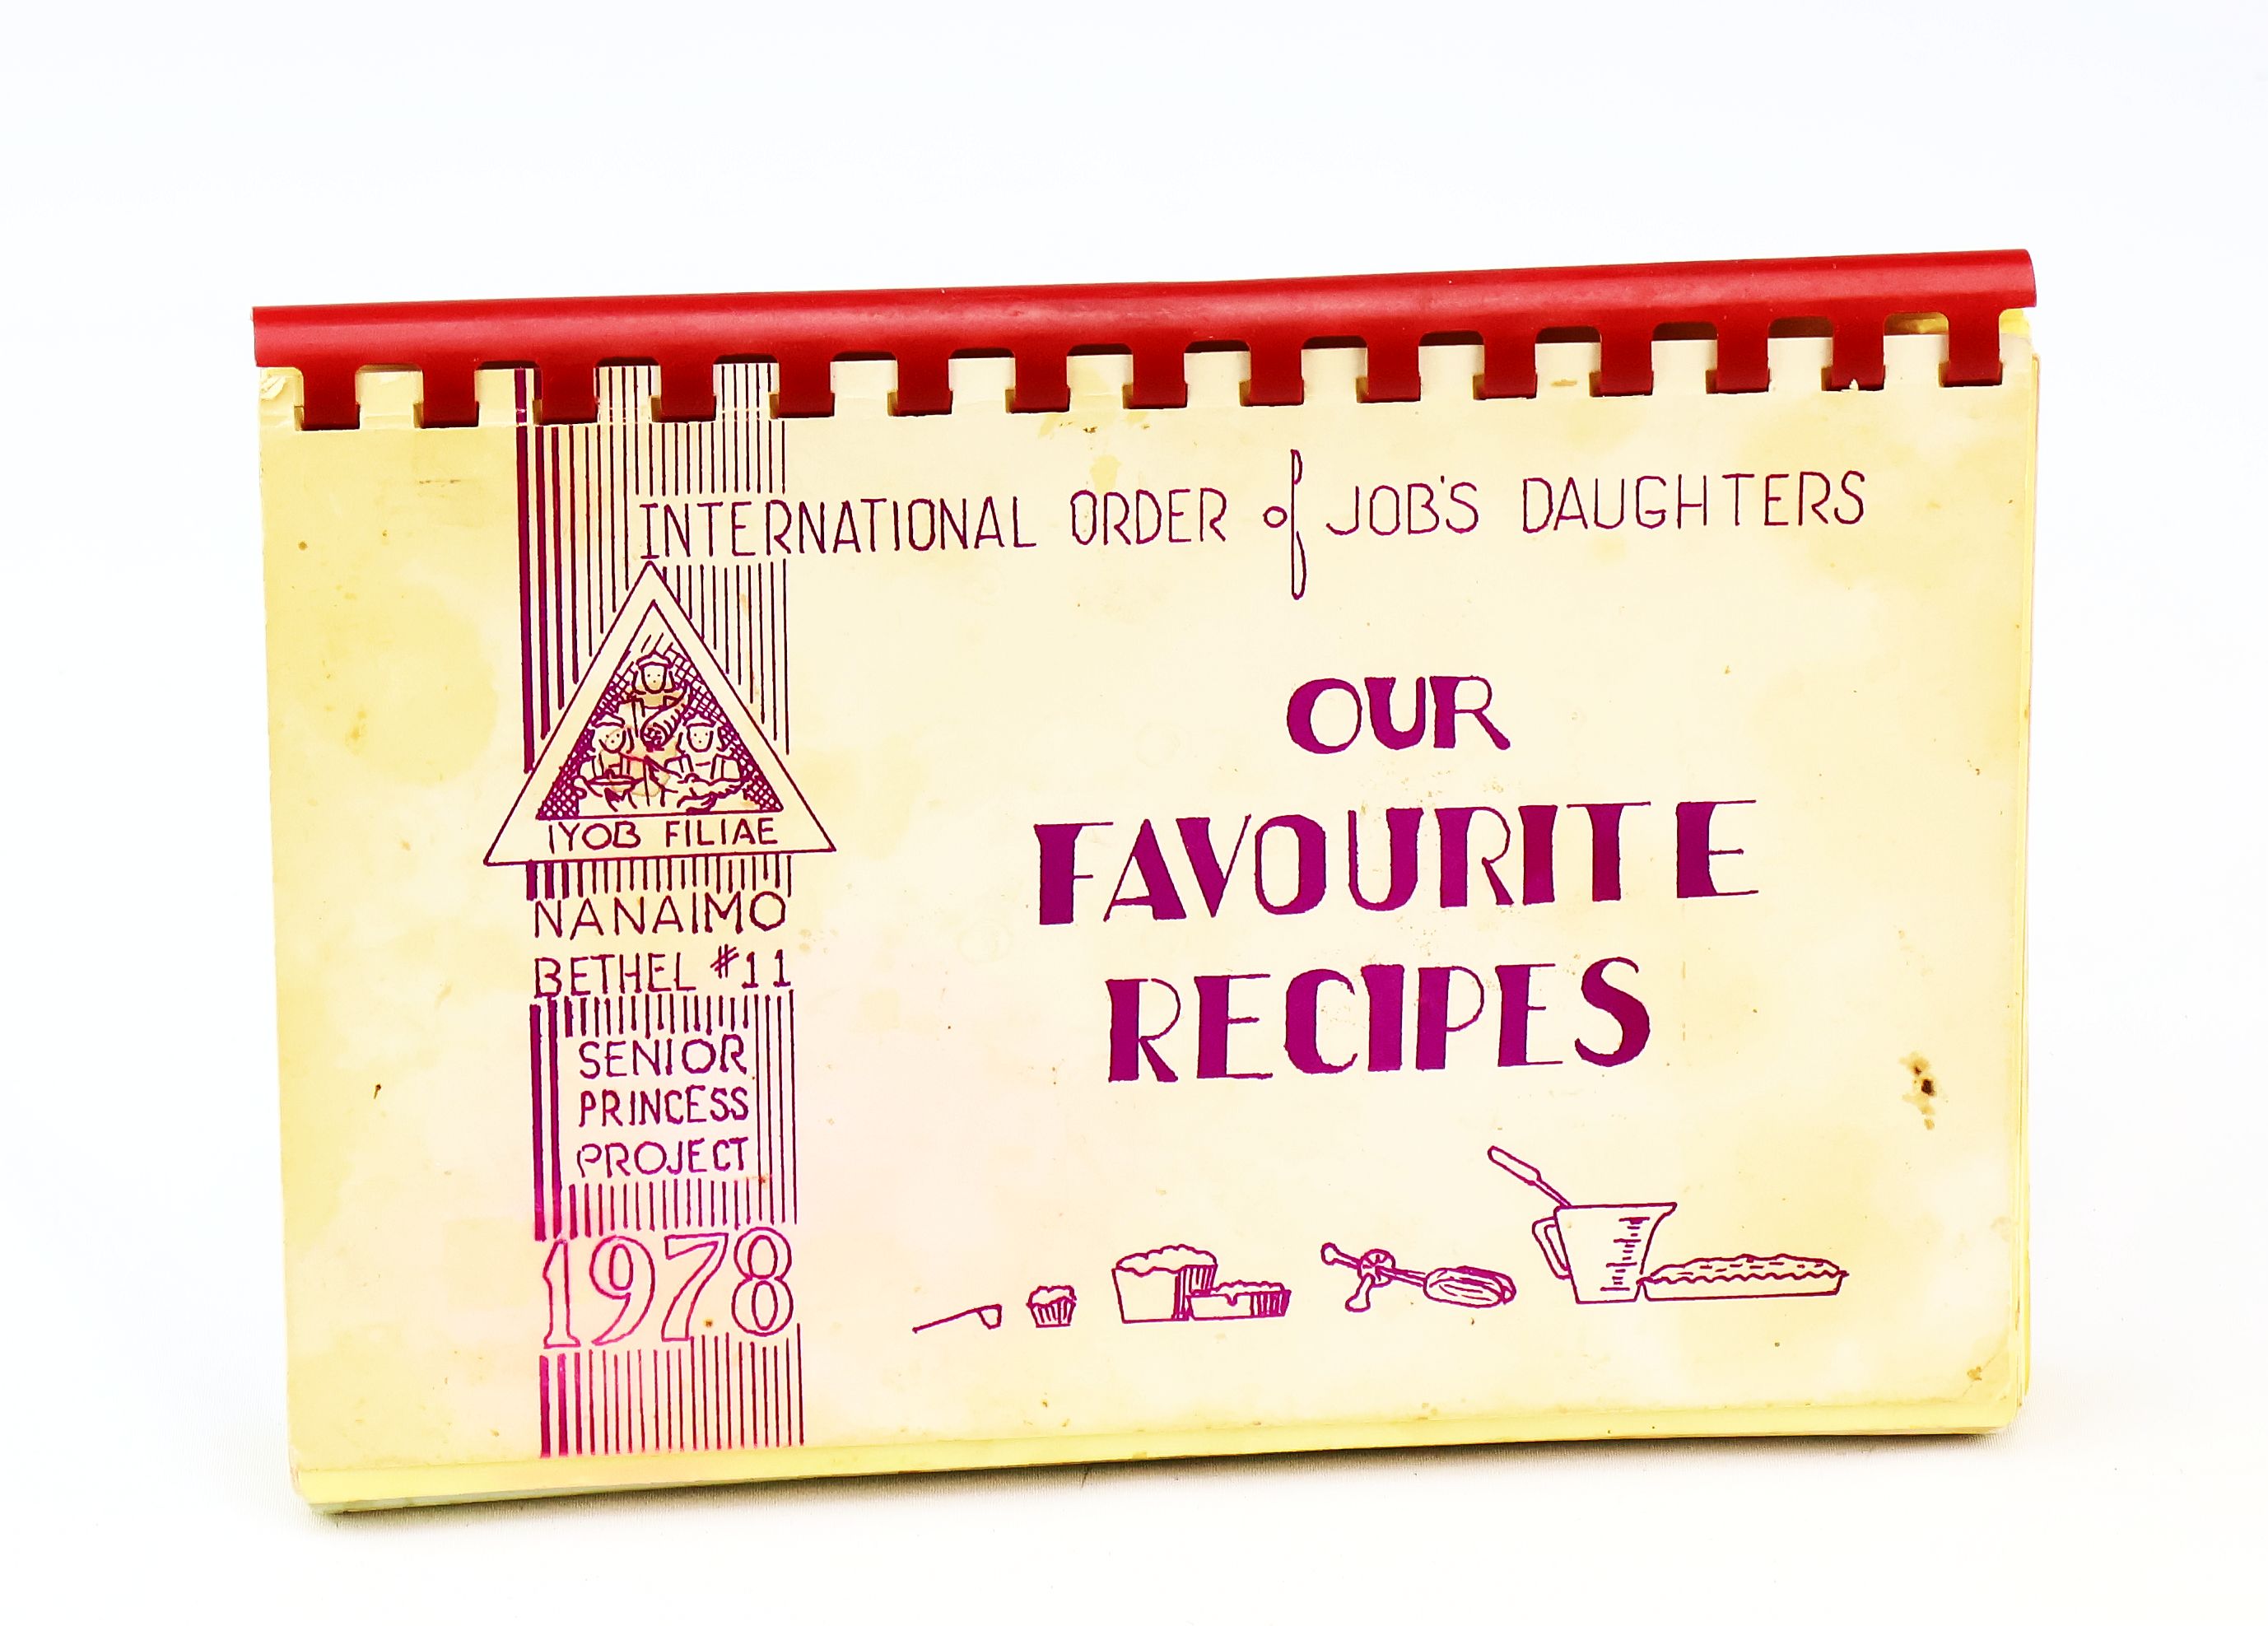 INTERNATIONAL ORDER of JOB'S DAUGHTERS
IYOB FILIAE
NANAIMO
BETHEL #11
SENIOR
PRINCESS
PROJECT
1978
OUR
FAVOURITE
RECIPES